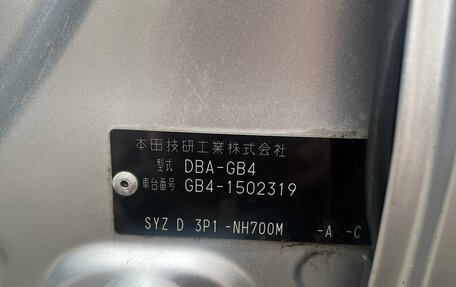 本田技研工業株式会社
型式 DBA-GB4
車台番号 GB4-1502319
SYZ D 3P1 -NH700M -A -C